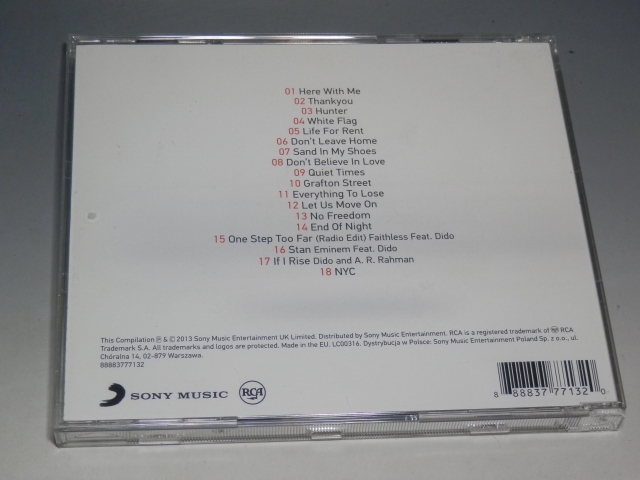 01 Here With Me
02 Thankyou
03 Hunter
04 White Flag
05 Life For Rent
06 Don't Leave Home
07 Sand In My Shoes
08 Don't Believe In Love
09 Quiet Times
10 Grafton Street
11 Everything To Lose
12 Let Us Move On
13 No Freedom
14 End Of Night
15 One Step Too Far (Radio Edit) Faithless Feat. Dido
16 Stan Eminem Feat. Dido
17 If I Rise Dido and A. R. Rahman
18 NYC
This Compilation ℗ & © 2013 Sony Music Entertainment UK Limited. Distributed by Sony Music Entertainment. RCA is a registered trademark of RCA
Trademark S.A. All trademarks and logos are protected. Made in the EU. LC00316. Dystrybucja w Polsce: Sony Music Entertainment Poland Sp. z o.o., ul.
Chóralna 14, 02-879 Warszawa.
88883777132
SONY MUSIC RCA
8 88837 77132 0